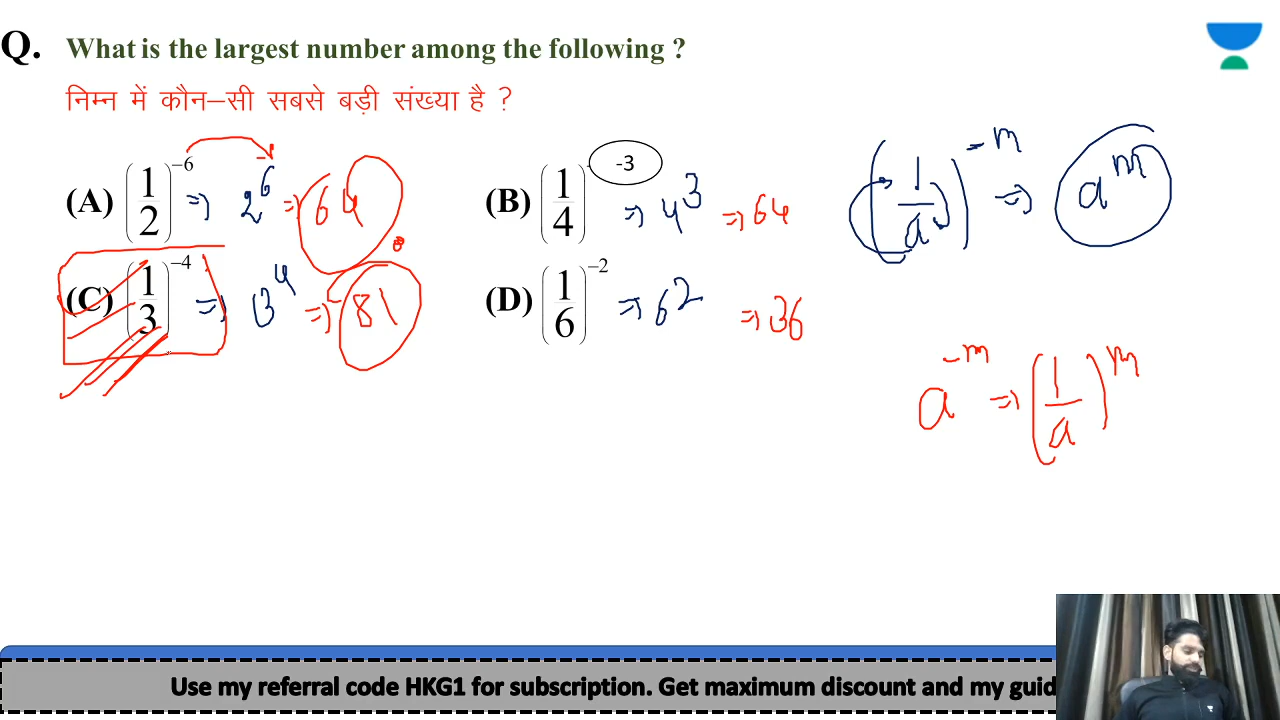 Q. What is the largest number among the following ?
निम्न में कौन–सी सबसे बड़ी संख्या है ?
(A) (1/2)^–6 ⇒ 2^6 ⇒ 64
(B) (1/4)^-3 ⇒ 4^3 ⇒ 64
(1/a)^-m ⇒ a^m
(C) (1/3)^–4 ⇒ 3^4 ⇒ 81
(D) (1/6)^–2 ⇒ 6^2 ⇒ 36
a^-m ⇒ (1/a)^m
Use my referral code HKG1 for subscription. Get maximum discount and my guid